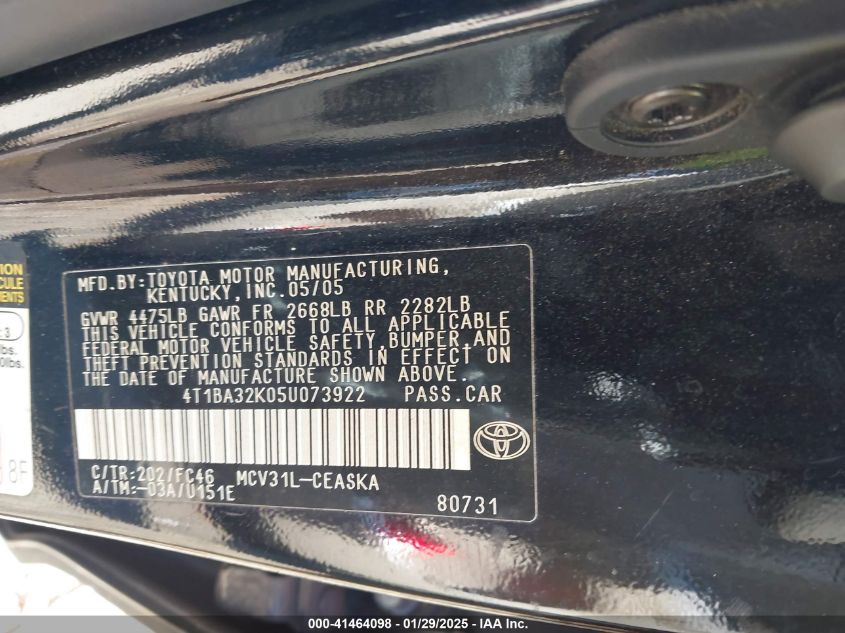 MFD.BY:TOYOTA MOTOR MANUFACTURING,
KENTUCKY,INC.05/05
GVWR 4475LB GAWR FR 2668LB RR 2282LB
THIS VEHICLE CONFORMS TO ALL APPLICABLE
FEDERAL MOTOR VEHICLE SAFETY,BUMPER,AND
THEFT PREVENTION STANDARDS IN EFFECT ON
THE DATE OF MANUFACTURE SHOWN ABOVE.
4T1BA32K05U073922 PASS.CAR
C/TR:202/FC46 MCV31L-CEASKA
A/TM:-03A/U151E
80731
000-41464098 - 01/29/2025 - IAA Inc.